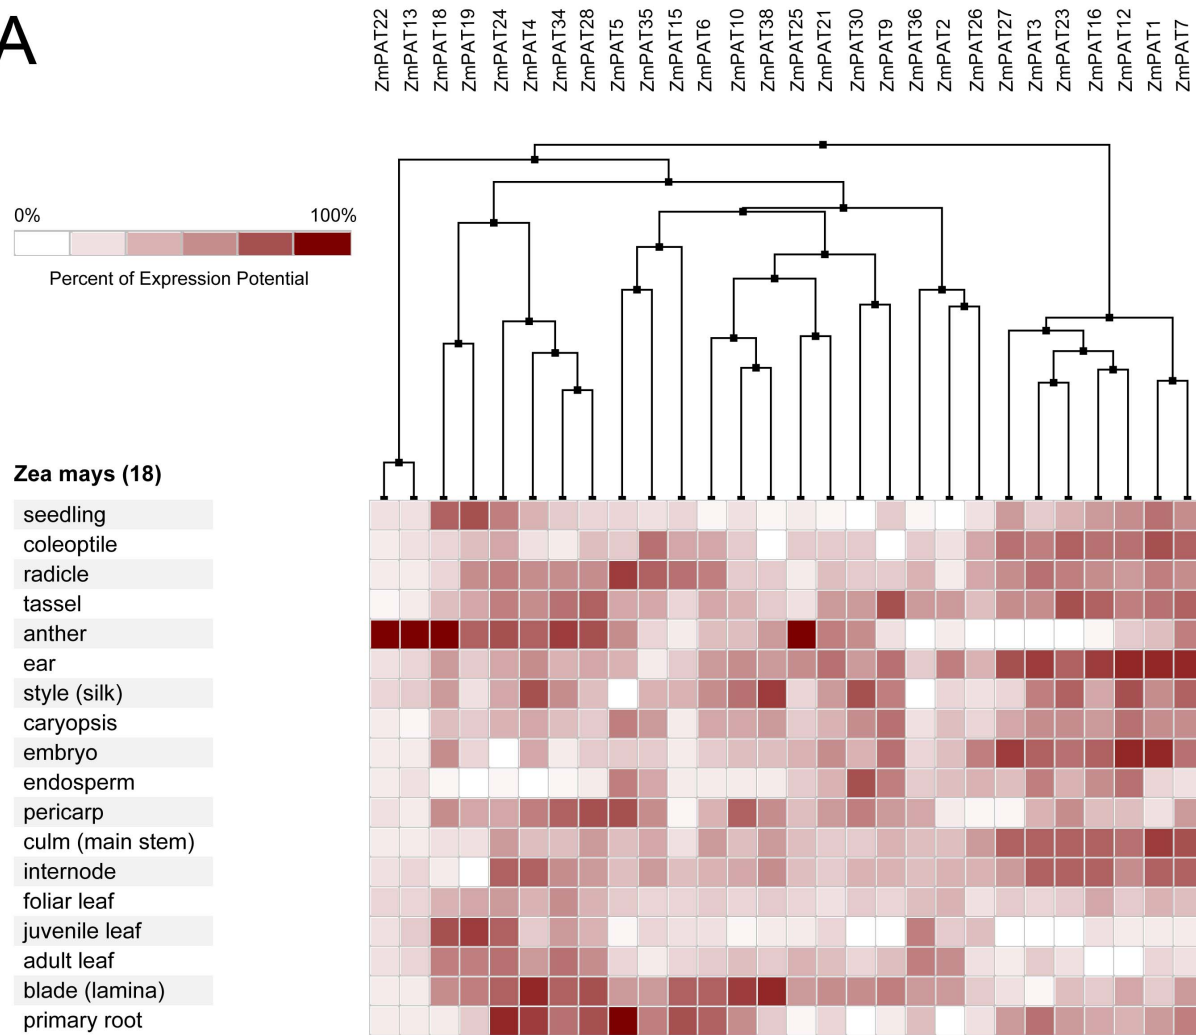 A
ZmPAT22
ZmPAT13
ZmPAT18
ZmPAT19
ZmPAT24
ZmPAT4
ZmPAT34
ZmPAT28
ZmPAT5
ZmPAT35
ZmPAT15
ZmPAT6
ZmPAT10
ZmPAT38
ZmPAT25
ZmPAT21
ZmPAT30
ZmPAT9
ZmPAT36
ZmPAT2
ZmPAT26
ZmPAT27
ZmPAT3
ZmPAT23
ZmPAT16
ZmPAT12
ZmPAT1
ZmPAT7
0% 100%
Percent of Expression Potential
Zea mays (18)
seedling
coleoptile
radicle
tassel
anther
ear
style (silk)
caryopsis
embryo
endosperm
pericarp
culm (main stem)
internode
foliar leaf
juvenile leaf
adult leaf
blade (lamina)
primary root